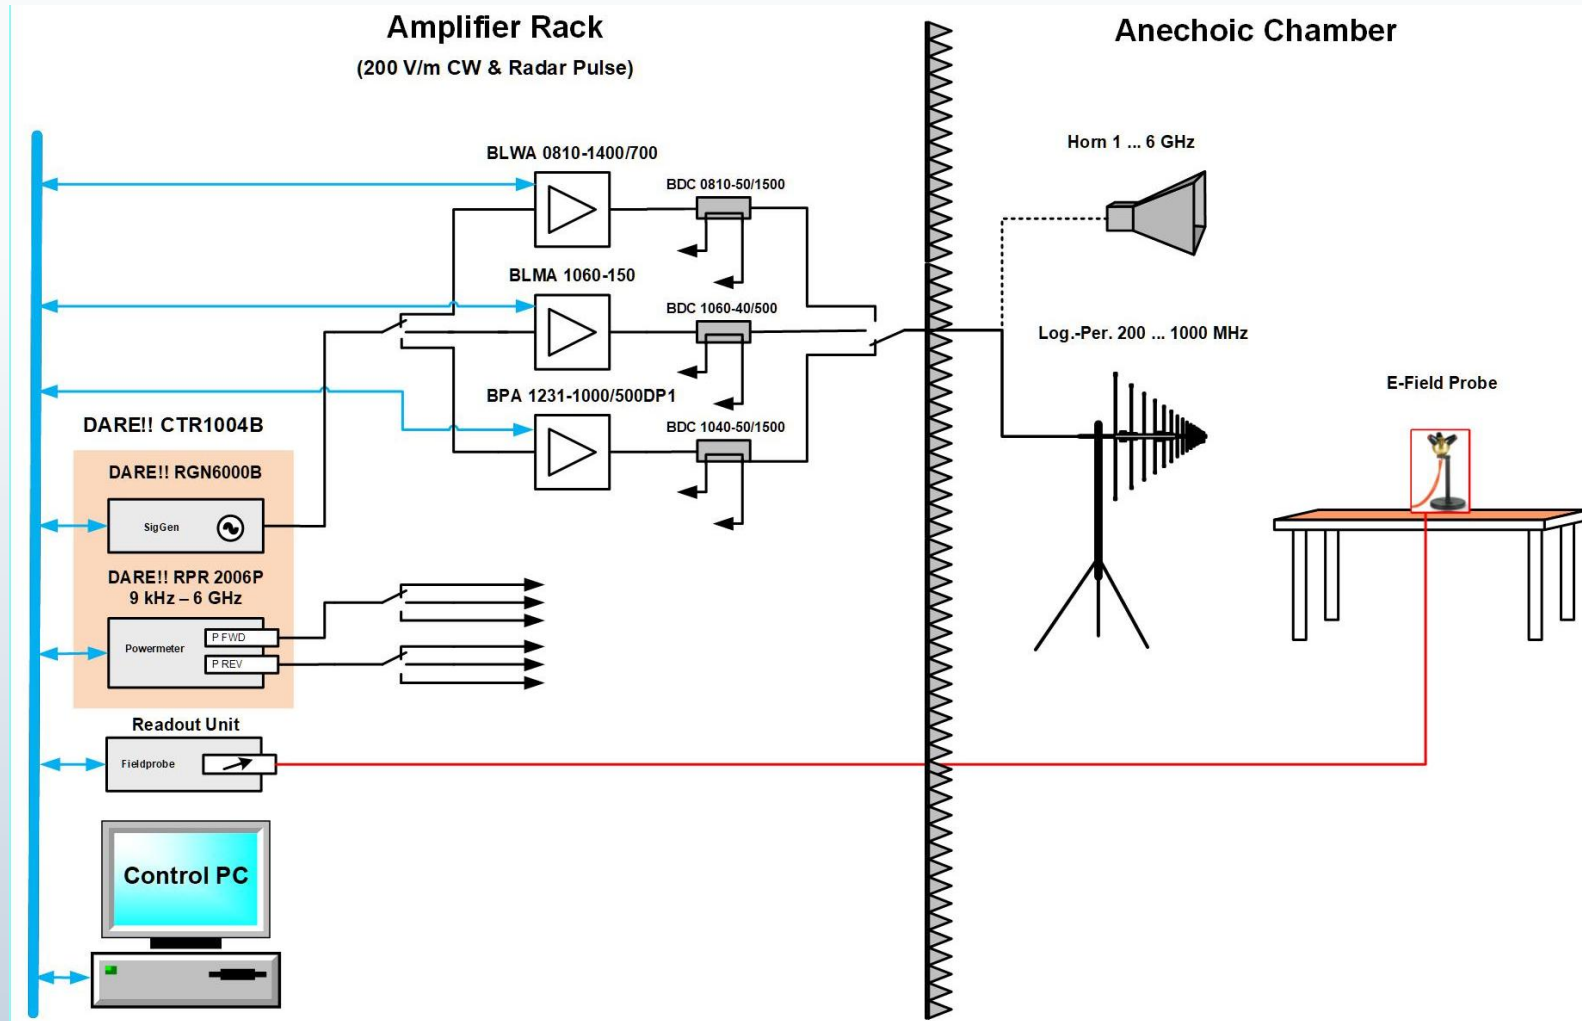 Amplifier Rack
(200 V/m CW & Radar Pulse)
Anechoic Chamber
BLWA 0810-1400/700
BDC 0810-50/1500
Horn 1 ... 6 GHz
BLMA 1060-150
BDC 1060-40/500
Log.-Per. 200 ... 1000 MHz
E-Field Probe
BPA 1231-1000/500DP1
BDC 1040-50/1500
DARE!! CTR1004B
DARE!! RGN6000B
SigGen
DARE!! RPR 2006P
9 kHz – 6 GHz
P FWD
Powermeter
P REV
Readout Unit
Fieldprobe
Control PC